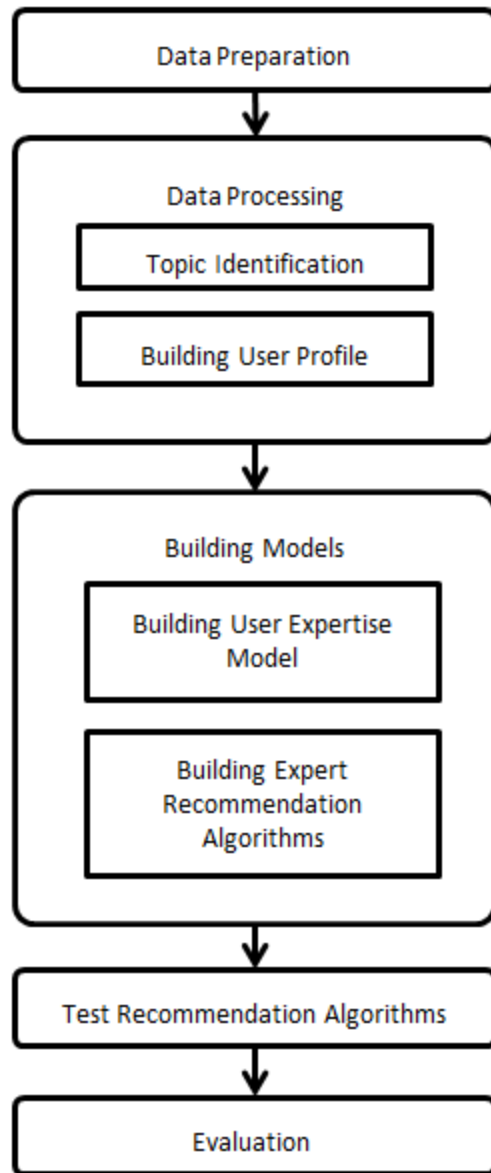 Data Preparation
Data Processing
Topic Identification
Building User Profile
Building Models
Building User Expertise
Model
Building Expert
Recommendation
Algorithms
Test Recommendation Algorithms
Evaluation